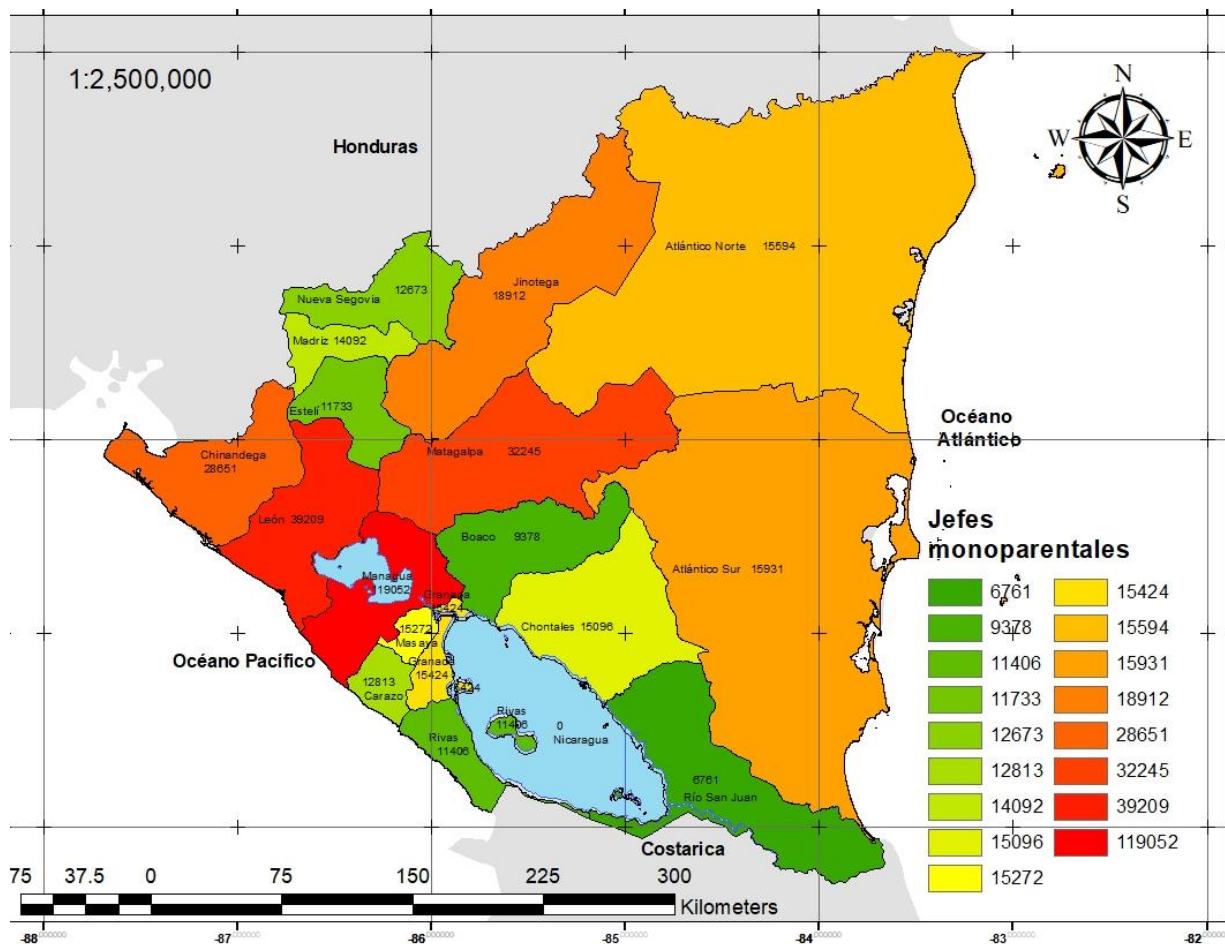 1:2,500,000
N
W
E
S
Honduras
Atlántico Norte 15594
Jinotega
18912
Nueva Segovia 12673
Madriz 14092
Estelí 11733
Chinandega
28651
Matagalpa 32245
Océano
Atlántico
León 39209
Boaco 9378
Managua
119052
Atlántico Sur 15931
Granada
15424
Chontales 15096
15272
Masaya
Granada
15424
Océano Pacífico
12813
Carazo
Rivas
11406
0
Nicaragua
Rivas
11406
6761
Río San Juan
Costarica
Jefes
monoparentales
6761
9378
11406
11733
12673
12813
14092
15096
15272
15424
15594
15931
18912
28651
32245
39209
119052
75 37.5 0 75 150 225 300
Kilometers
-88 -87 -86 -85 -84 -83 -82